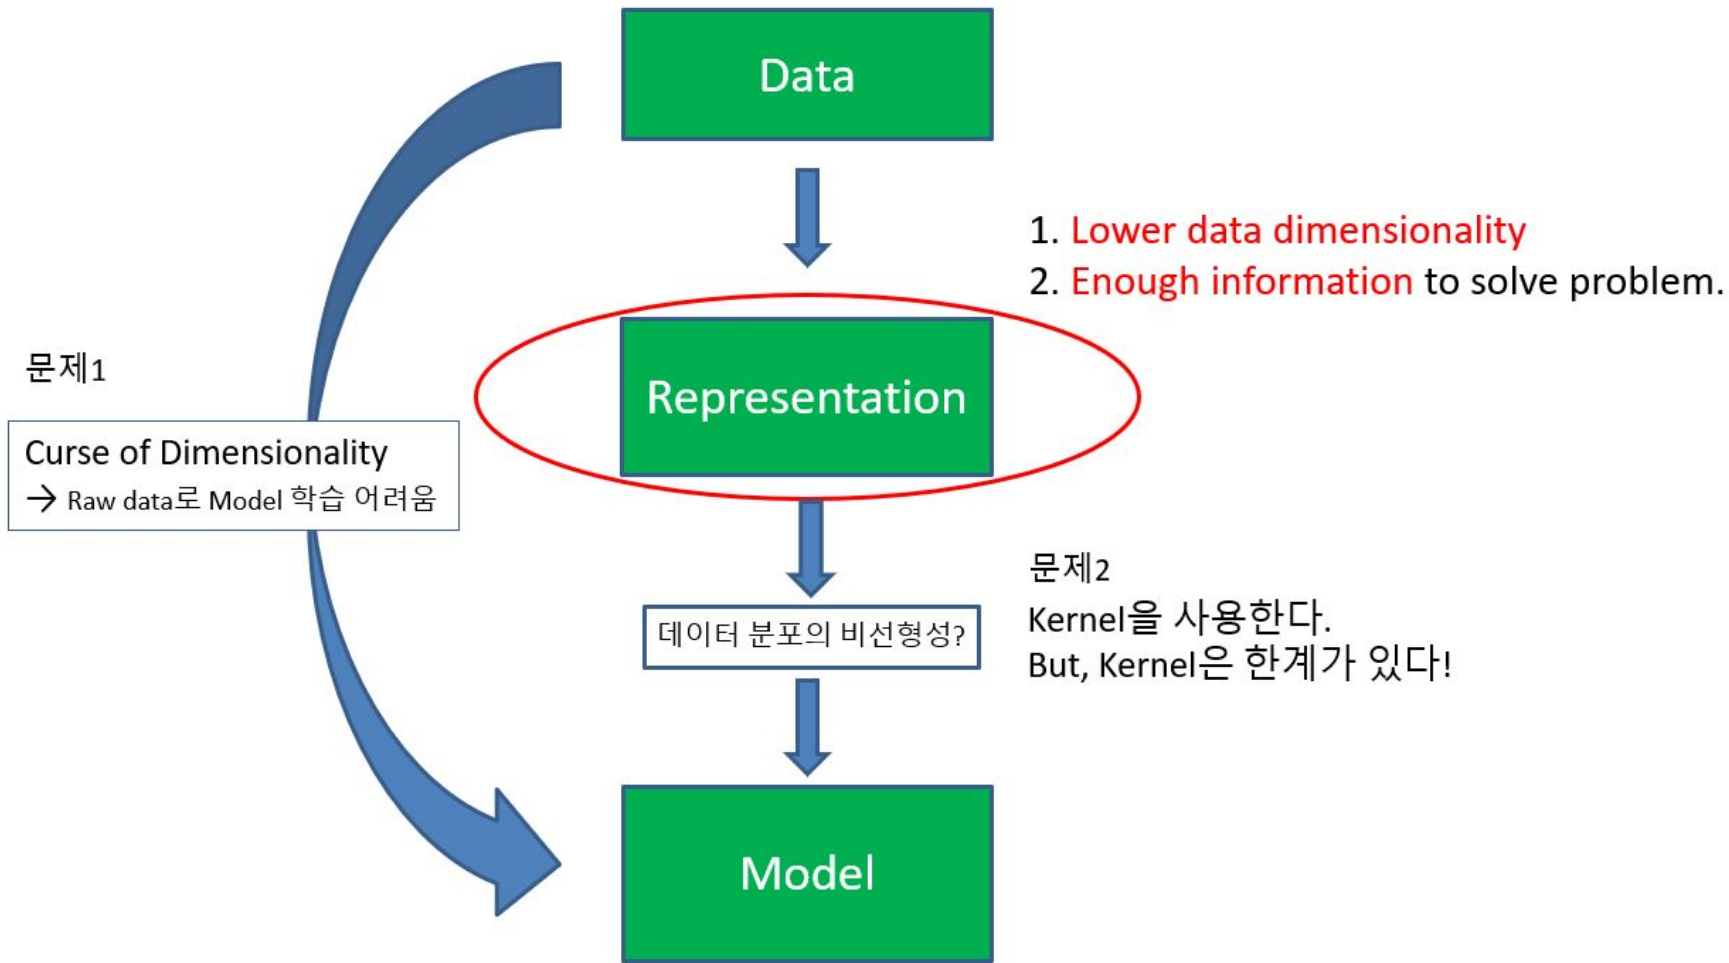 Data
1. Lower data dimensionality
2. Enough information to solve problem.
Representation
문제1
Curse of Dimensionality
→ Raw data로 Model 학습 어려움
문제2
Kernel을 사용한다.
But, Kernel은 한계가 있다!
데이터 분포의 비선형성?
Model